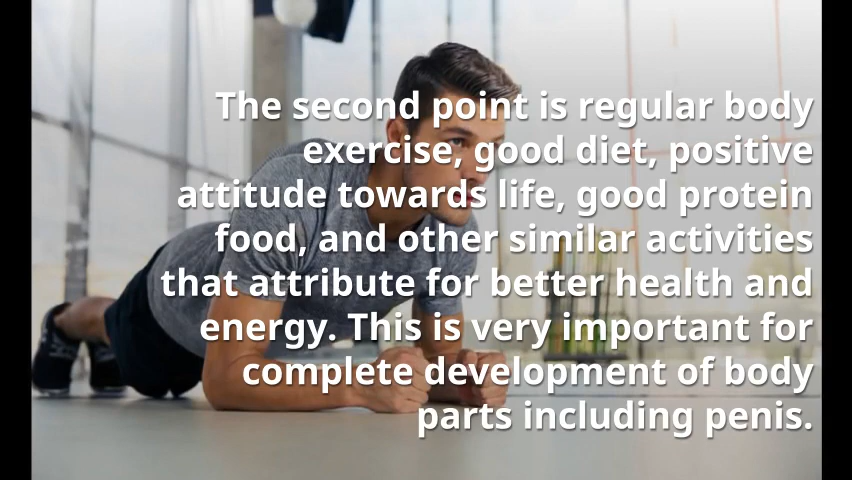 The second point is regular body
exercise, good diet, positive
attitude towards life, good protein
food, and other similar activities
that attribute for better health and
energy. This is very important for
complete development of body
parts including penis.